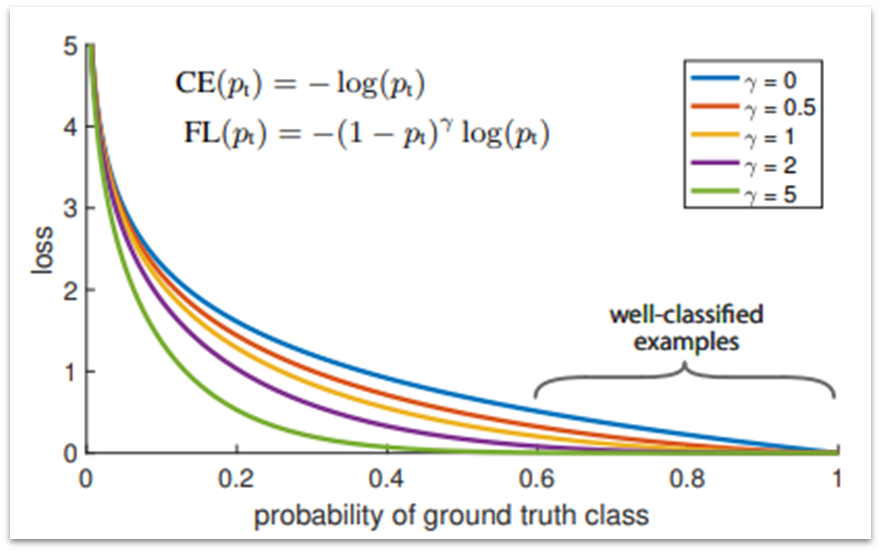 5
4
3
2
1
0
loss
CE(pₜ) = − log(pₜ)
FL(pₜ) = −(1 − pₜ)^γ log(pₜ)
γ = 0
γ = 0.5
γ = 1
γ = 2
γ = 5
well-classified
examples
0 0.2 0.4 0.6 0.8 1
probability of ground truth class